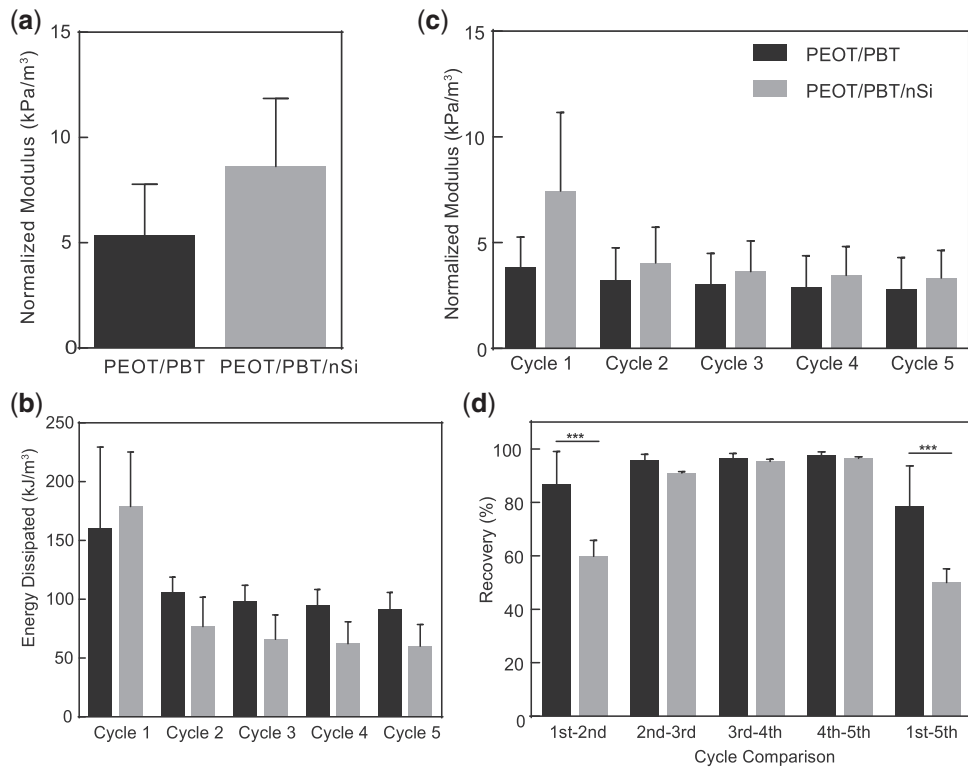 (a)
15
10
5
0
Normalized Modulus (kPa/m³)
PEOT/PBT PEOT/PBT/nSi
(c)
15
10
5
0
Normalized Modulus (kPa/m³)
PEOT/PBT
PEOT/PBT/nSi
Cycle 1 Cycle 2 Cycle 3 Cycle 4 Cycle 5
(b)
250
200
150
100
50
0
Energy Dissipated (kJ/m³)
Cycle 1 Cycle 2 Cycle 3 Cycle 4 Cycle 5
(d)
100
80
60
40
20
0
Recovery (%)
***
***
1st-2nd 2nd-3rd 3rd-4th 4th-5th 1st-5th
Cycle Comparison